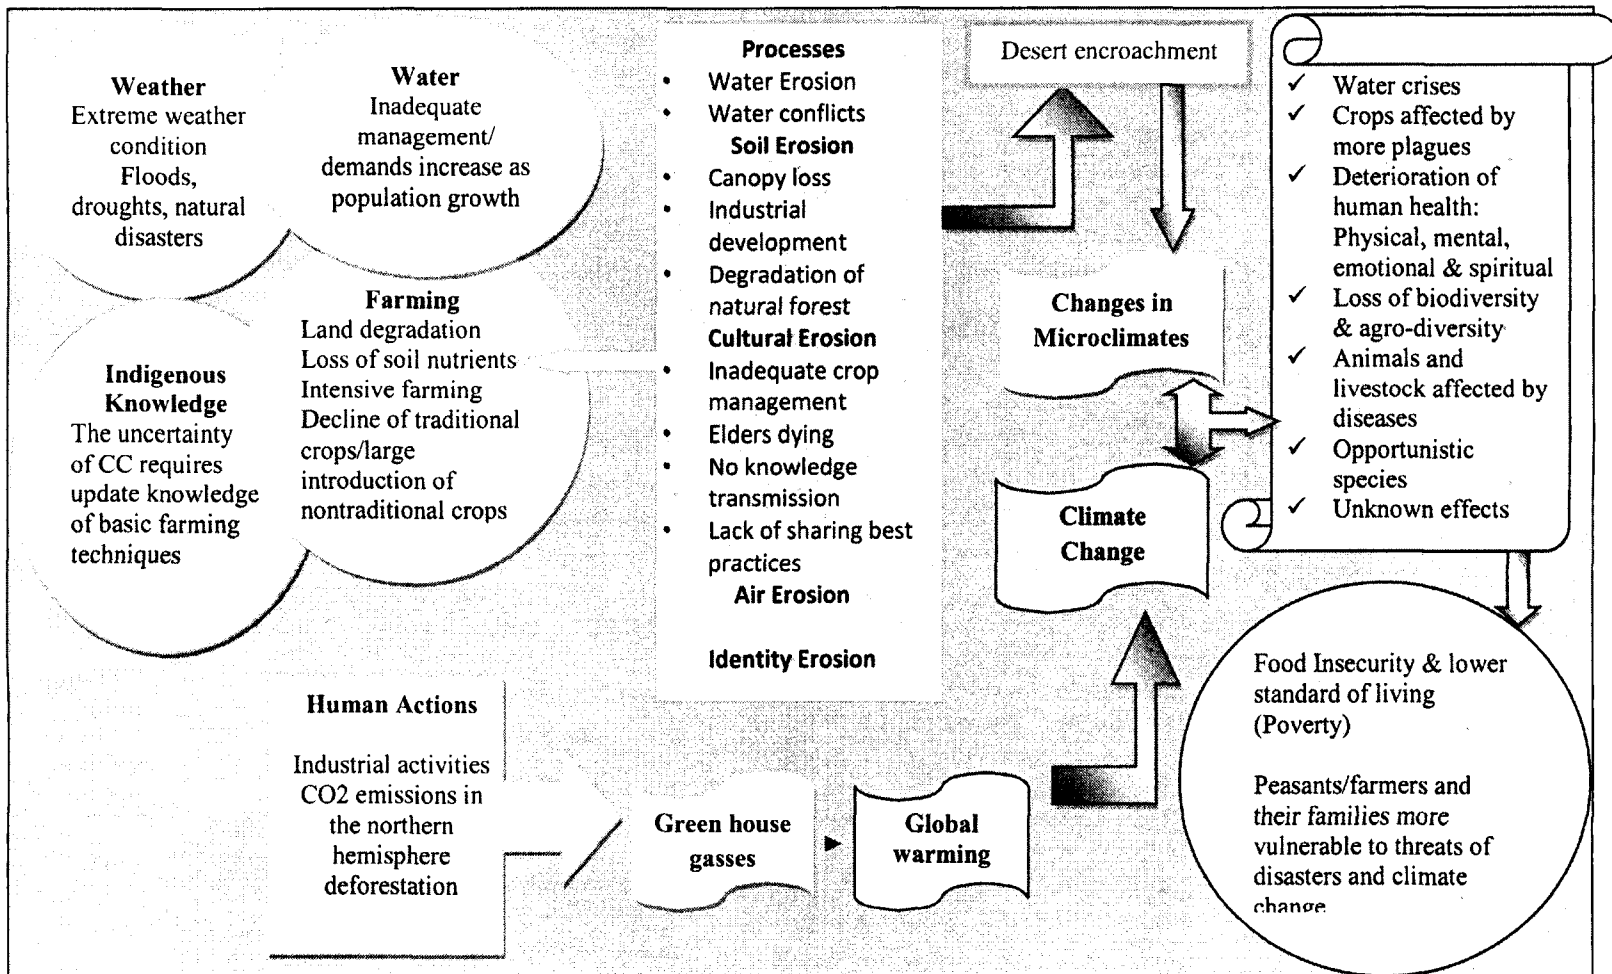 Weather
Extreme weather
condition
Floods,
droughts, natural
disasters
Water
Inadequate
management/
demands increase as
population growth
Indigenous
Knowledge
The uncertainty
of CC requires
update knowledge
of basic farming
techniques
Farming
Land degradation
Loss of soil nutrients
Intensive farming
Decline of traditional
crops/large
introduction of
nontraditional crops
Processes
• Water Erosion
• Water conflicts
Soil Erosion
• Canopy loss
• Industrial
development
• Degradation of
natural forest
Cultural Erosion
• Inadequate crop
management
• Elders dying
• No knowledge
transmission
• Lack of sharing best
practices
Air Erosion
Identity Erosion
Human Actions
Industrial activities
CO2 emissions in
the northern
hemisphere
deforestation
Green house
gasses
Global
warming
Desert encroachment
Changes in
Microclimates
Climate
Change
✓ Water crises
✓ Crops affected by
more plagues
✓ Deterioration of
human health:
Physical, mental,
emotional & spiritual
✓ Loss of biodiversity
& agro-diversity
✓ Animals and
livestock affected by
diseases
✓ Opportunistic
species
✓ Unknown effects
Food Insecurity & lower
standard of living
(Poverty)
Peasants/farmers and
their families more
vulnerable to threats of
disasters and climate
change